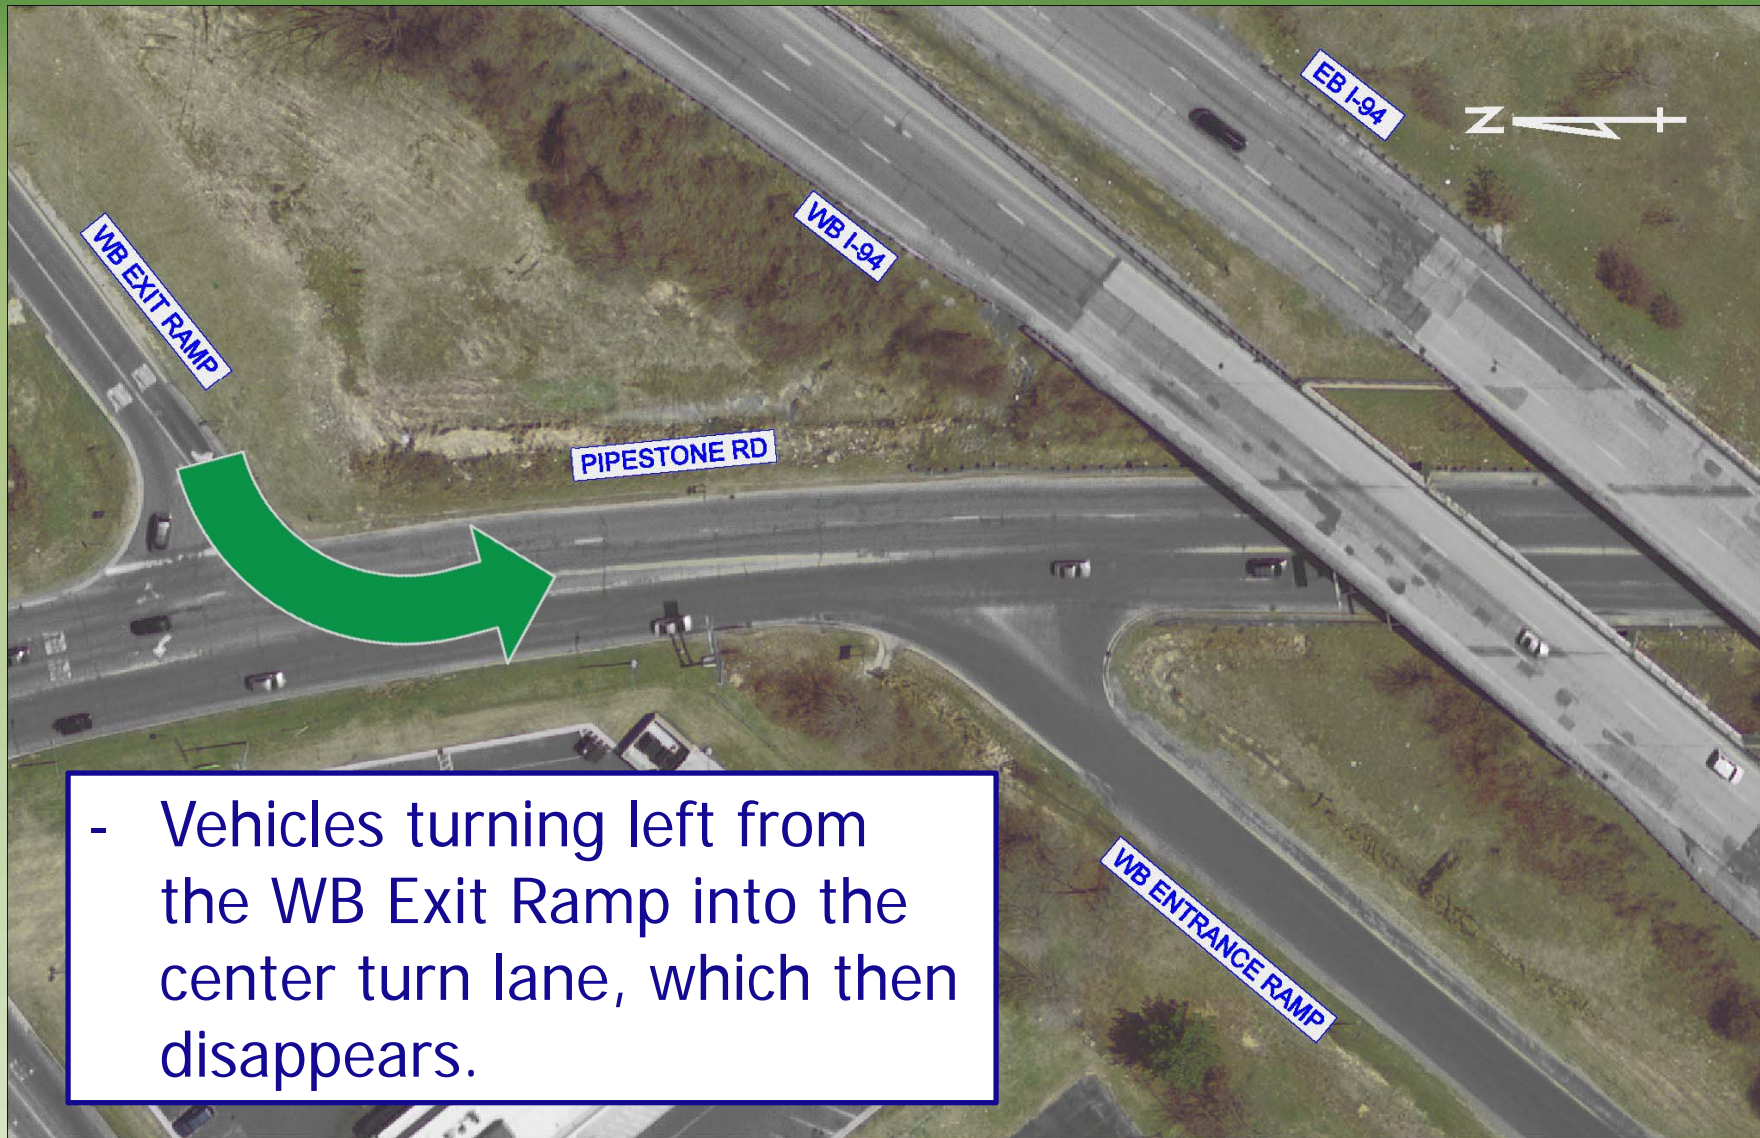 EB I-94
Z
WB I-94
WB EXIT RAMP
PIPESTONE RD
- Vehicles turning left from
the WB Exit Ramp into the
center turn lane, which then
disappears.
WB ENTRANCE RAMP